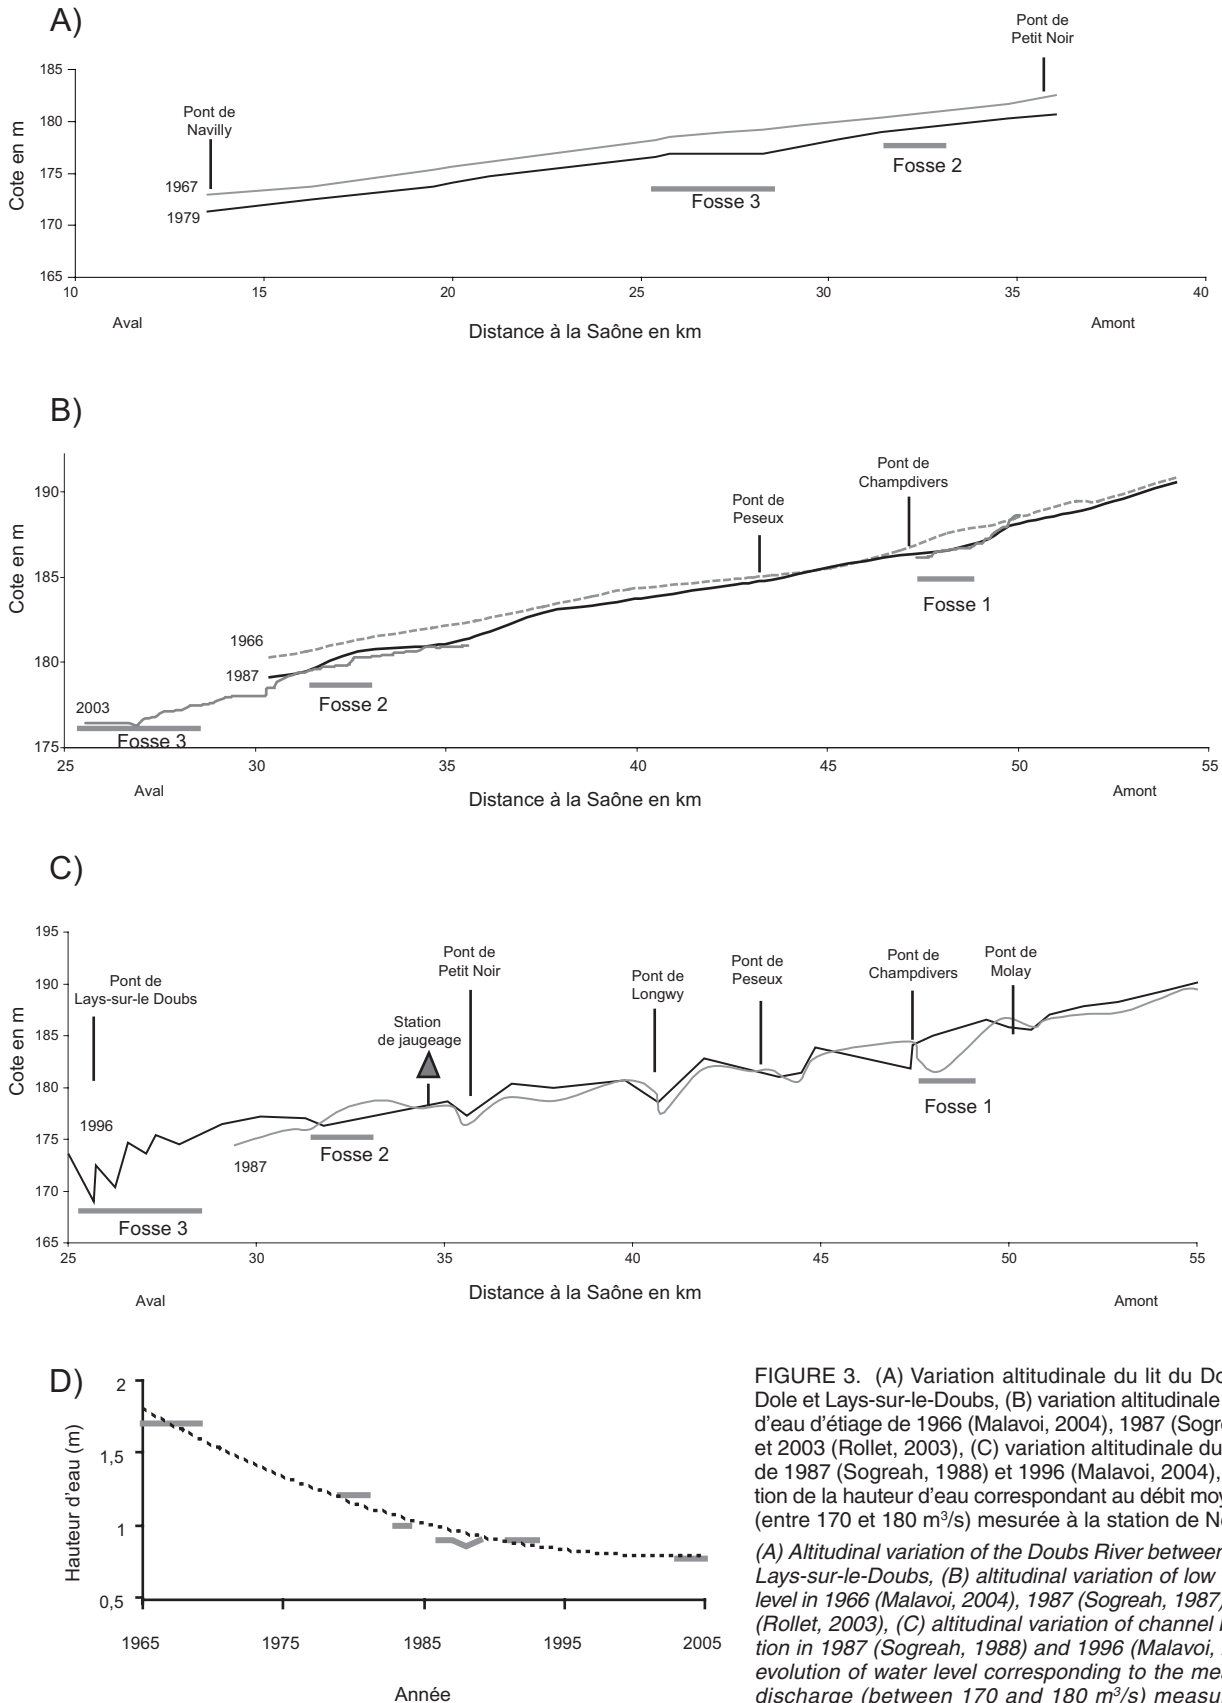 A)
Pont de
Petit Noir
185
Pont de
Navilly
180
Cote en m
175
1967
Fosse 2
Fosse 3
170
1979
165
10
15
20
25
30
35
40
Aval
Distance à la Saône en km
Amont
B)
190
Pont de
Champdivers
Pont de
Peseux
Cote en m
185
Fosse 1
1966
180
1987
Fosse 2
2003
Fosse 3
175
25
30
35
40
45
50
55
Aval
Distance à la Saône en km
Amont
C)
195
190
Pont de
Lays-sur-le Doubs
Pont de
Petit Noir
Pont de
Longwy
Pont de
Peseux
Pont de
Champdivers
Pont de
Molay
Station
de jaugeage
185
Cote en m
180
Fosse 1
1996
175
1987
Fosse 2
170
Fosse 3
165
25
30
35
40
45
50
55
Aval
Distance à la Saône en km
Amont
D)
2
1,5
Hauteur d'eau (m)
1
0,5
1965
1975
1985
1995
2005
Année
FIGURE 3. (A) Variation altitudinale du lit du Do
Dole et Lays-sur-le-Doubs, (B) variation altitudinale
d'eau d'étiage de 1966 (Malavoi, 2004), 1987 (Sogre
et 2003 (Rollet, 2003), (C) variation altitudinale du
de 1987 (Sogreah, 1988) et 1996 (Malavoi, 2004),
tion de la hauteur d'eau correspondant au débit moy
(entre 170 et 180 m³/s) mesurée à la station de Ne
(A) Altitudinal variation of the Doubs River between
Lays-sur-le-Doubs, (B) altitudinal variation of low
level in 1966 (Malavoi, 2004), 1987 (Sogreah, 1987)
(Rollet, 2003), (C) altitudinal variation of channel
tion in 1987 (Sogreah, 1988) and 1996 (Malavoi,
evolution of water level corresponding to the mea
discharge (between 170 and 180 m³/s) measu